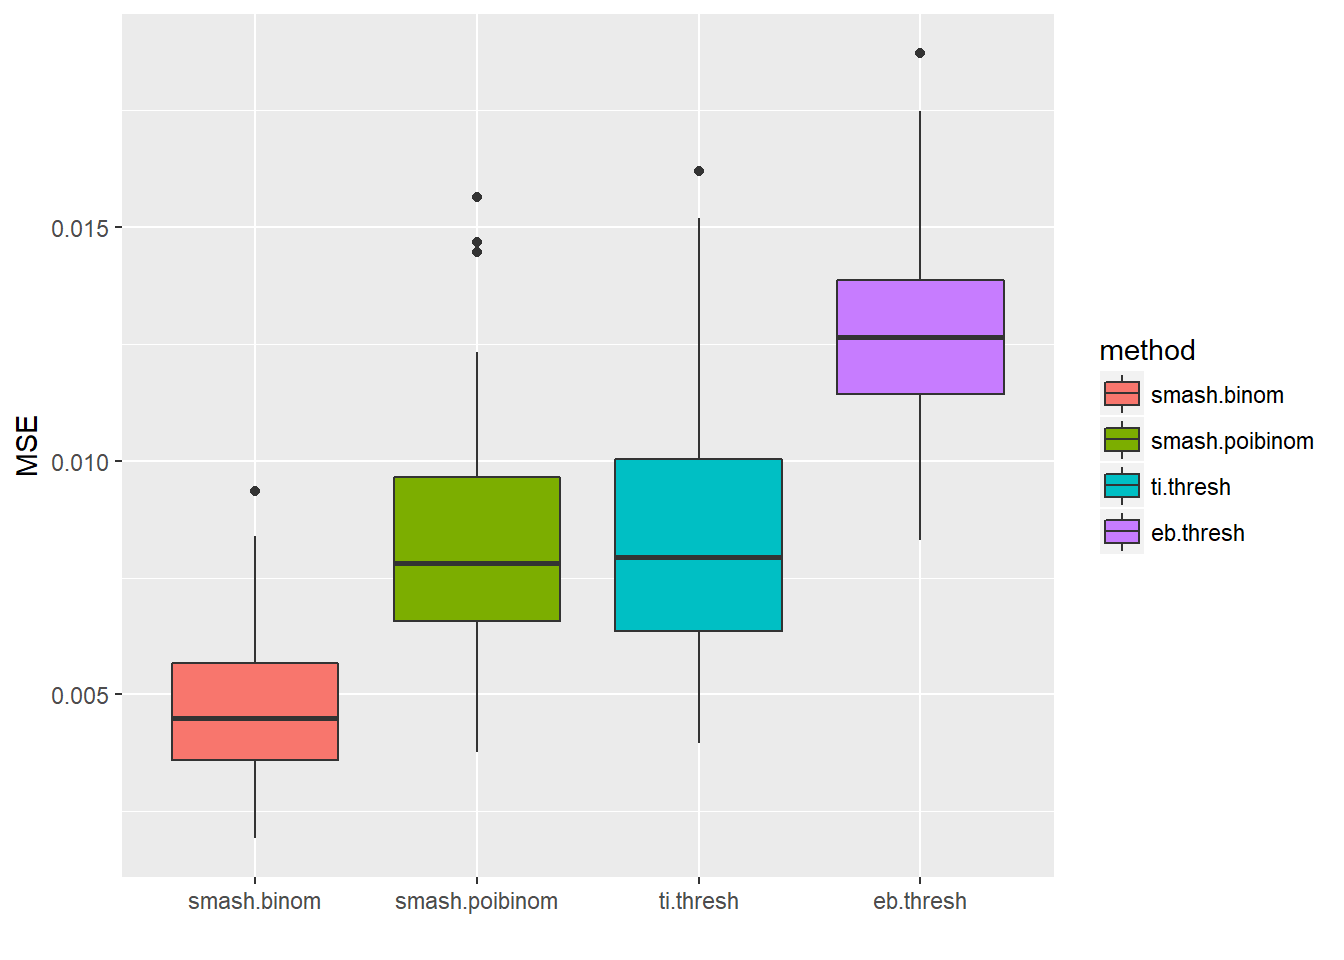 MSE
0.015
0.010
0.005
smash.binom
smash.poibinom
ti.thresh
eb.thresh
method
smash.binom
smash.poibinom
ti.thresh
eb.thresh